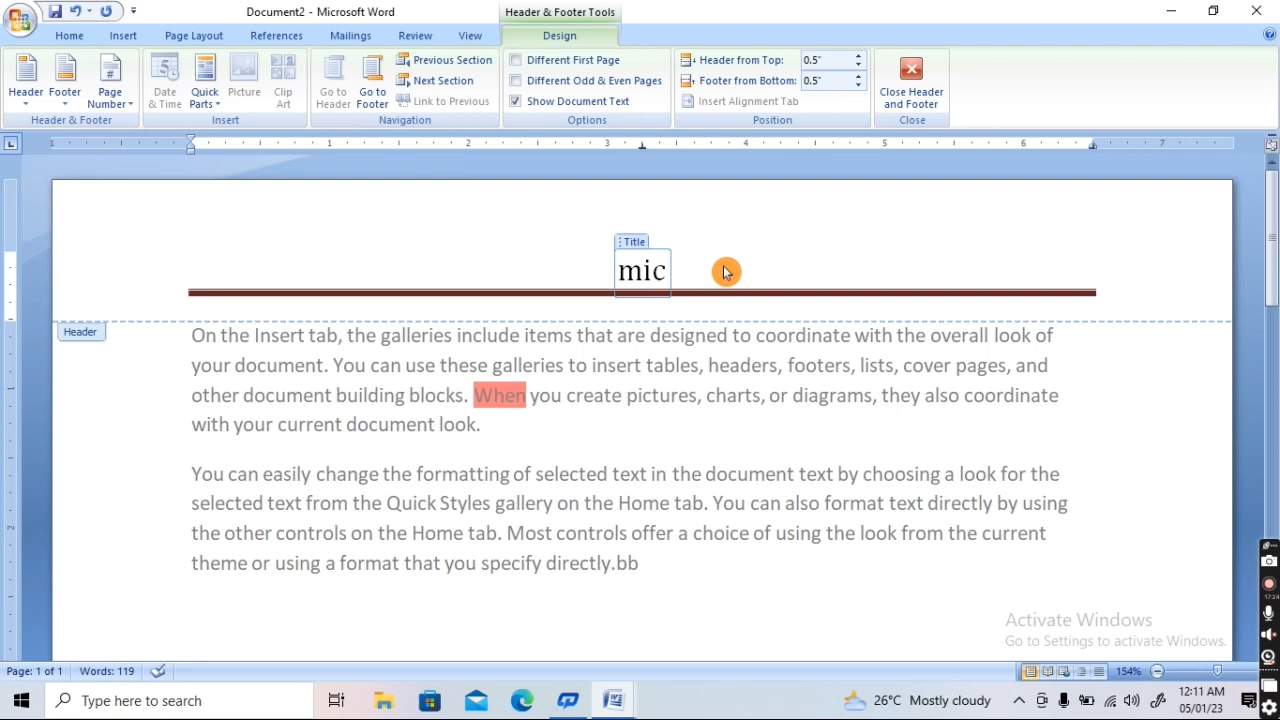 Document2 - Microsoft Word
Header & Footer Tools
Home Insert Page Layout References Mailings Review View Design
Header Footer Page Number
Date & Time Quick Parts Picture Clip Art
Go to Header Go to Footer
Previous Section
Next Section
Link to Previous
Different First Page
Different Odd & Even Pages
Show Document Text
Header from Top: 0.5"
Footer from Bottom: 0.5"
Insert Alignment Tab
Close Header and Footer
Header & Footer Insert Navigation Options Position Close
1 1 2 3 4 5 6 7
Title
mic
Header
On the Insert tab, the galleries include items that are designed to coordinate with the overall look of
your document. You can use these galleries to insert tables, headers, footers, lists, cover pages, and
other document building blocks. When you create pictures, charts, or diagrams, they also coordinate
with your current document look.
You can easily change the formatting of selected text in the document text by choosing a look for the
selected text from the Quick Styles gallery on the Home tab. You can also format text directly by using
the other controls on the Home tab. Most controls offer a choice of using the look from the current
theme or using a format that you specify directly.bb
Activate Windows
Go to Settings to activate Windows.
17:24
Page: 1 of 1 Words: 119 154%
Type here to search
26°C Mostly cloudy
12:11 AM
05/01/23